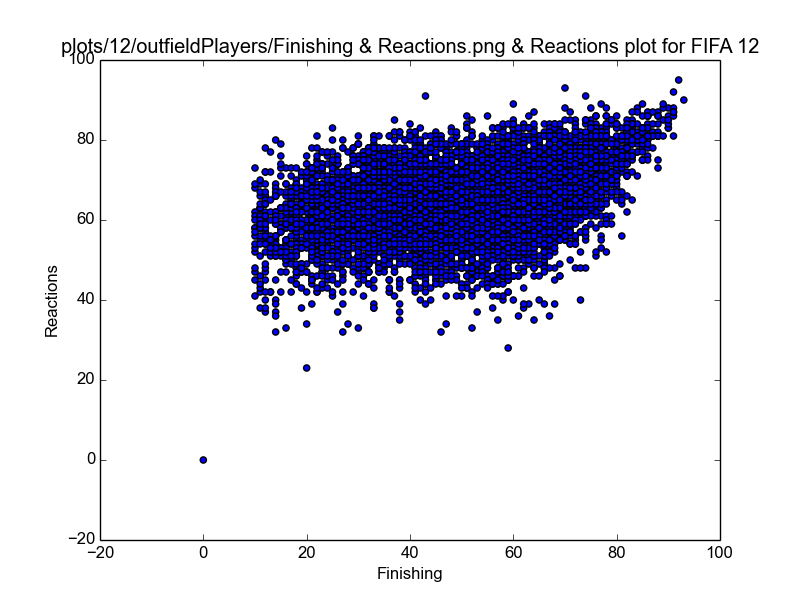 plots/12/outfieldPlayers/Finishing & Reactions.png & Reactions plot for FIFA 12
100
80
60
40
20
0
−20
Reactions
−20 0 20 40 60 80 100
Finishing